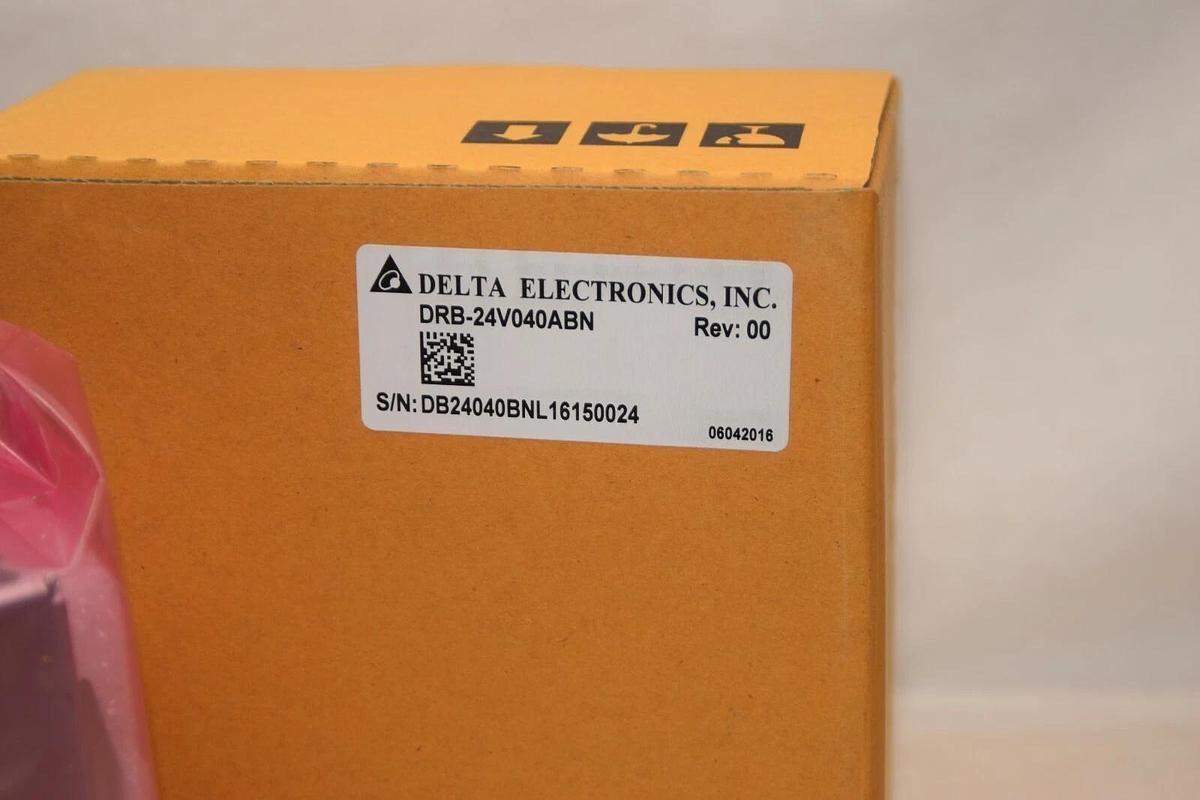 DELTA ELECTRONICS, INC.
DRB-24V040ABN Rev: 00
S/N: DB24040BNL16150024
06042016